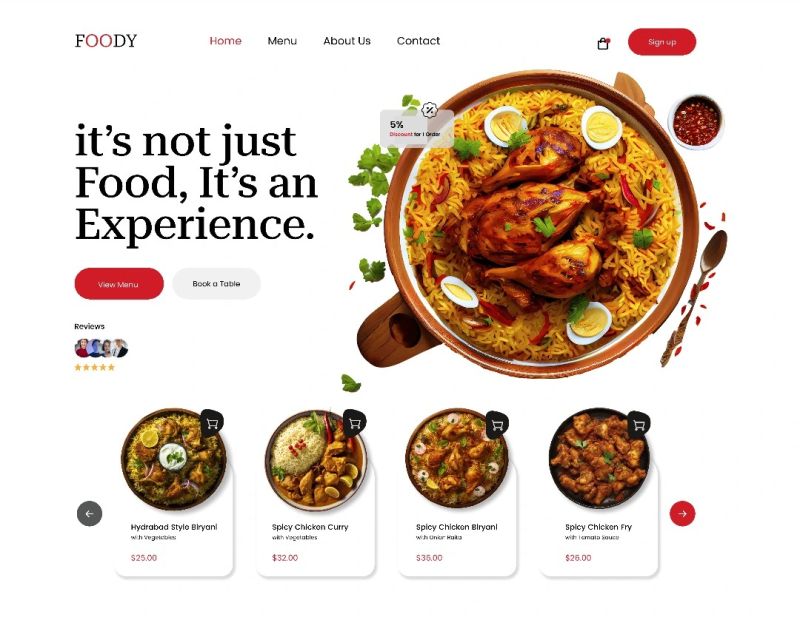 FOODY
Home
Menu
About Us
Contact
Sign up
5%
Discount for 1 Order
it's not just
Food, It's an
Experience.
View Menu
Book a Table
Reviews
Hydrabad Style Biryani
with Vegetables
$25.00
Spicy Chicken Curry
with Vegetables
$32.00
Spicy Chicken Biryani
with Onion Raita
$36.00
Spicy Chicken Fry
with Tomato Sauce
$26.00